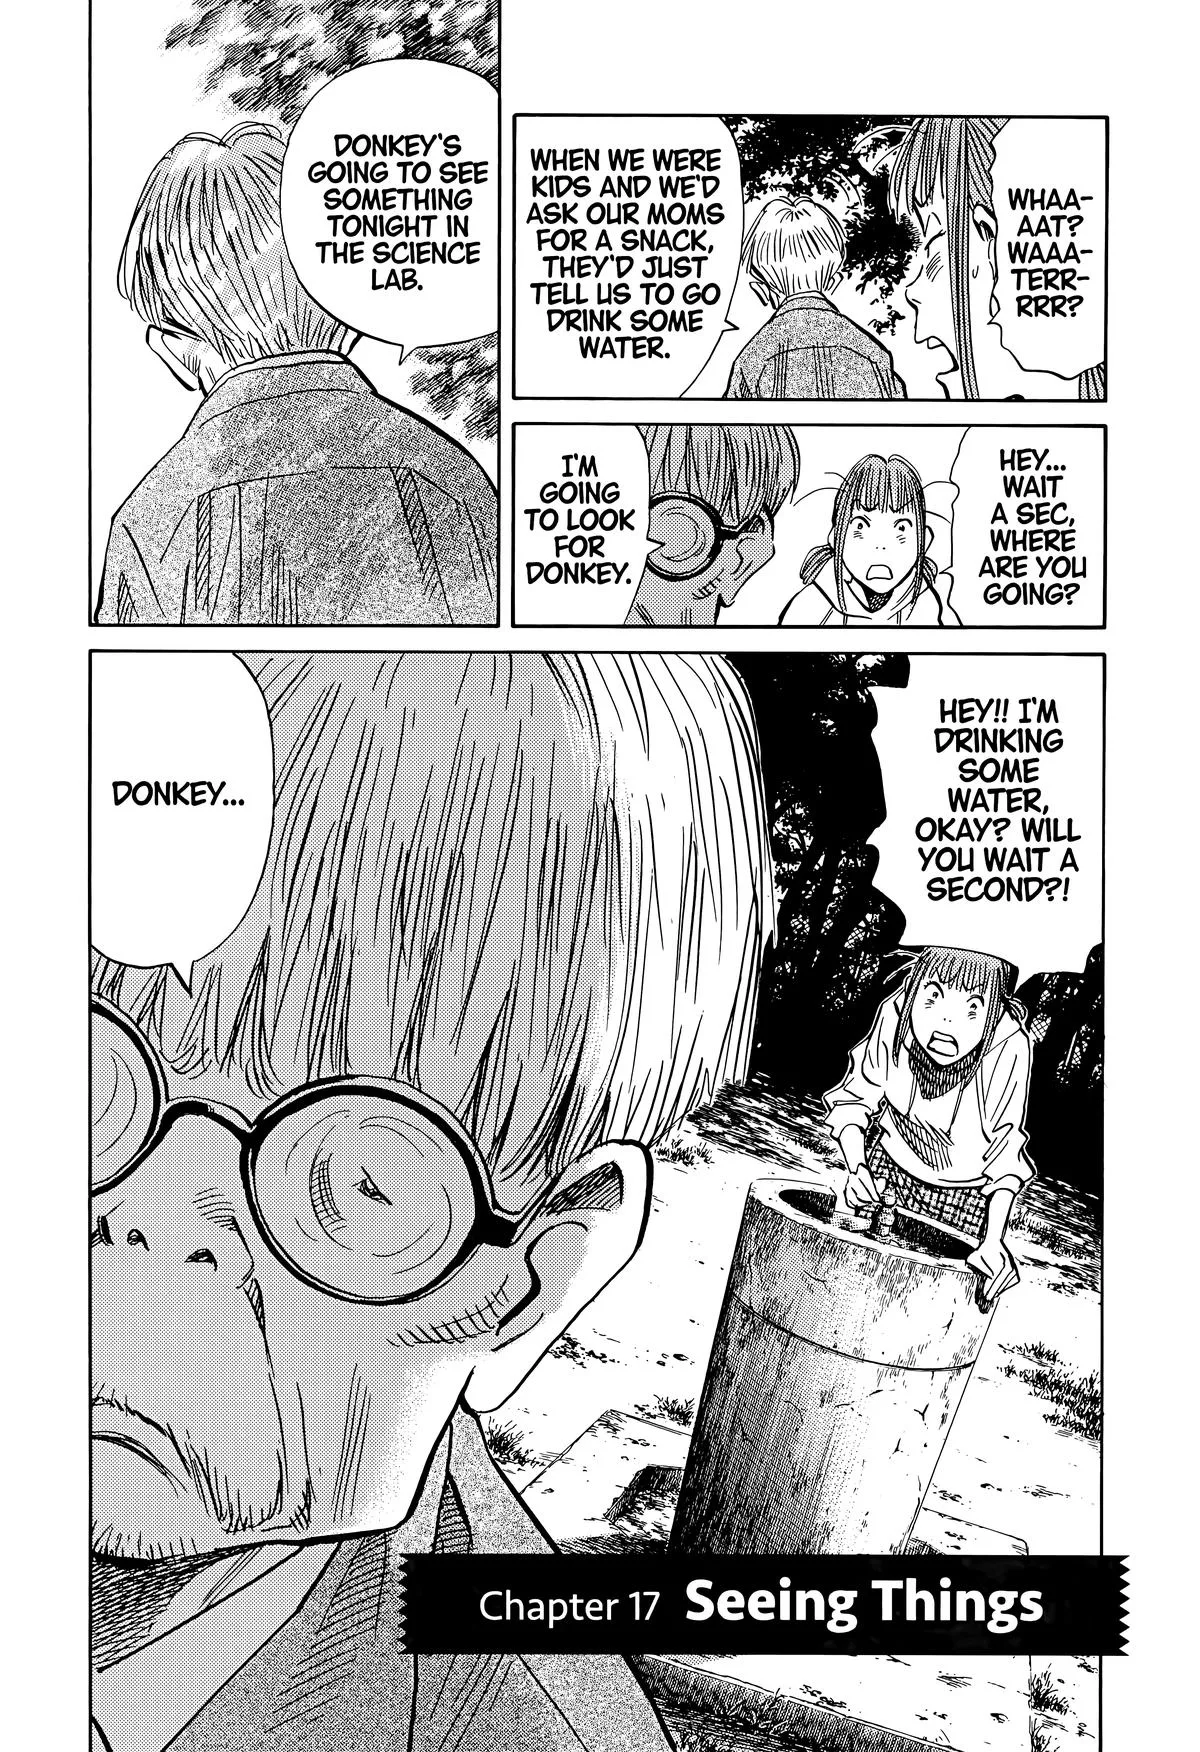 WHAA-
AAT?
WAAA-
TERR-
RRR?
WHEN WE WERE
KIDS AND WE'D
ASK OUR MOMS
FOR A SNACK,
THEY'D JUST
TELL US TO GO
DRINK SOME
WATER.
HEY...
WAIT
A SEC,
WHERE
ARE YOU
GOING?
I'M
GOING
TO LOOK
FOR
DONKEY.
DONKEY'S
GOING TO SEE
SOMETHING
TONIGHT IN
THE SCIENCE
LAB.
HEY!! I'M
DRINKING
SOME
WATER,
OKAY? WILL
YOU WAIT A
SECOND?!
DONKEY...
Chapter 17 Seeing Things